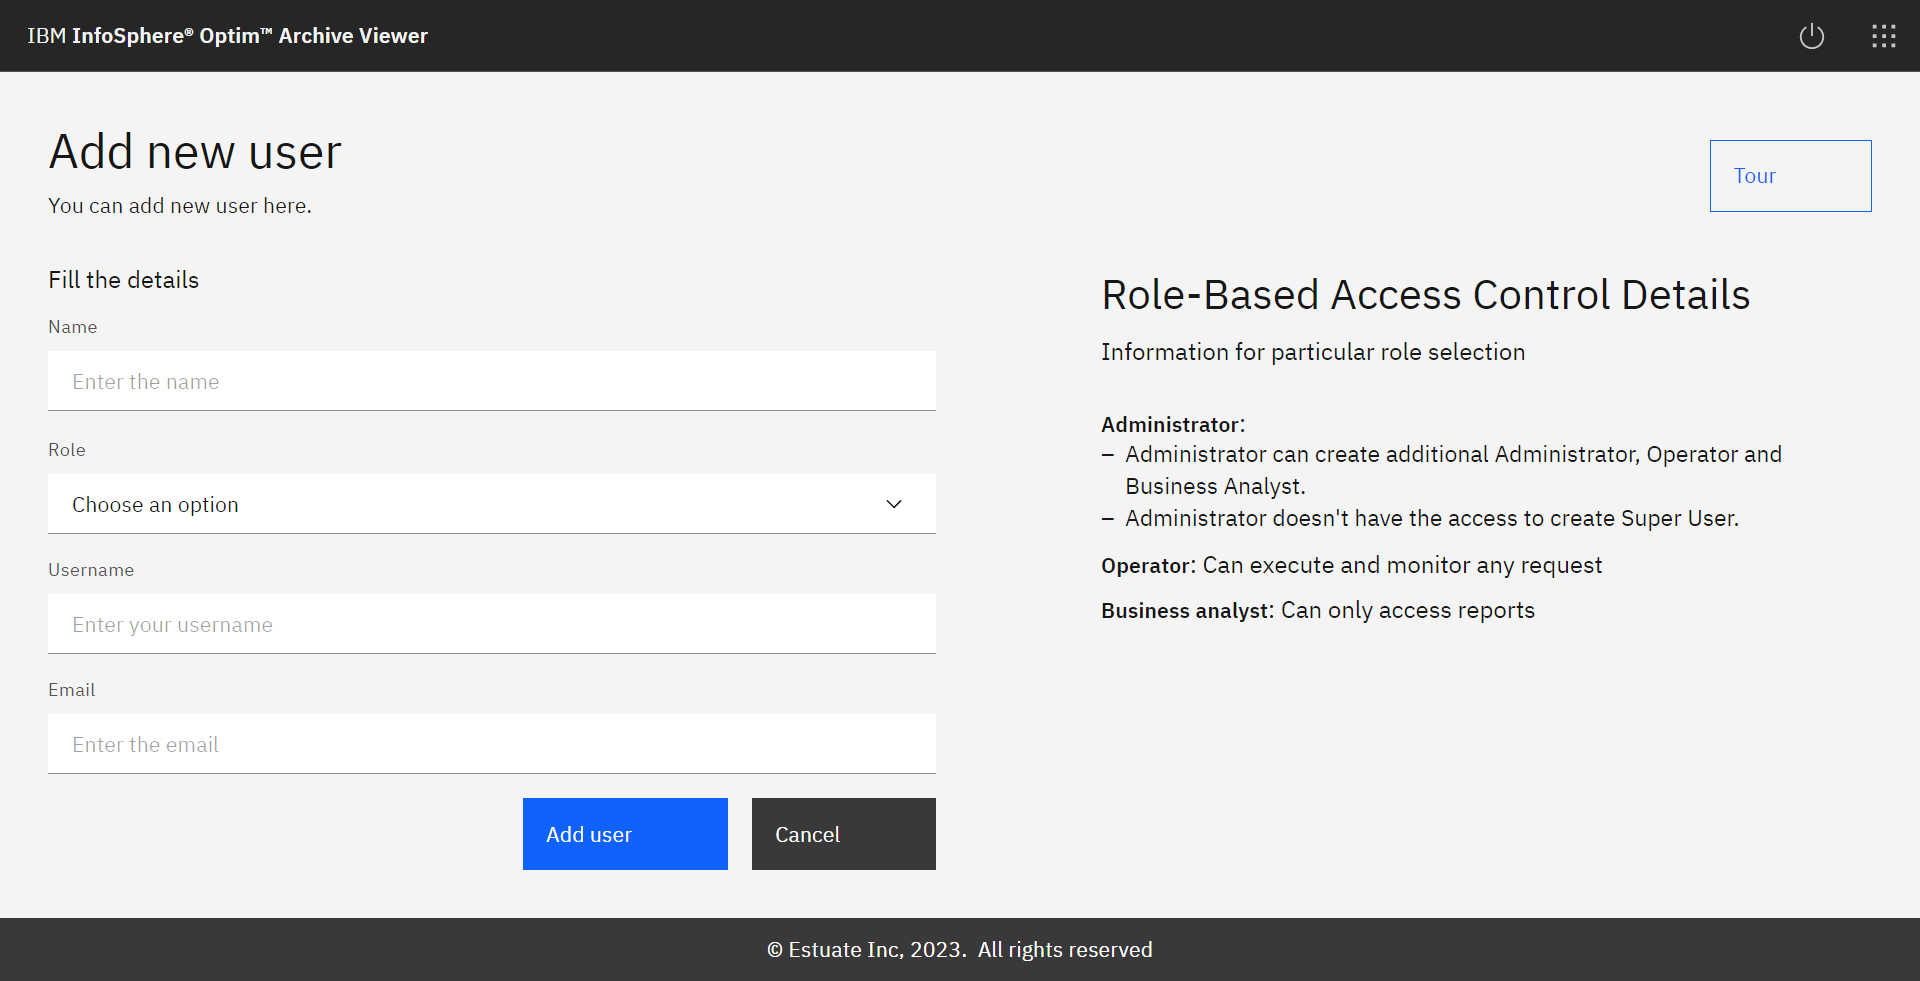 IBM InfoSphere® Optim™ Archive Viewer
Add new user
You can add new user here.
Tour
Fill the details
Name
Enter the name
Role
Choose an option
Username
Enter your username
Email
Enter the email
Add user
Cancel
Role-Based Access Control Details
Information for particular role selection
Administrator:
– Administrator can create additional Administrator, Operator and
Business Analyst.
– Administrator doesn't have the access to create Super User.
Operator: Can execute and monitor any request
Business analyst: Can only access reports
© Estuate Inc, 2023. All rights reserved